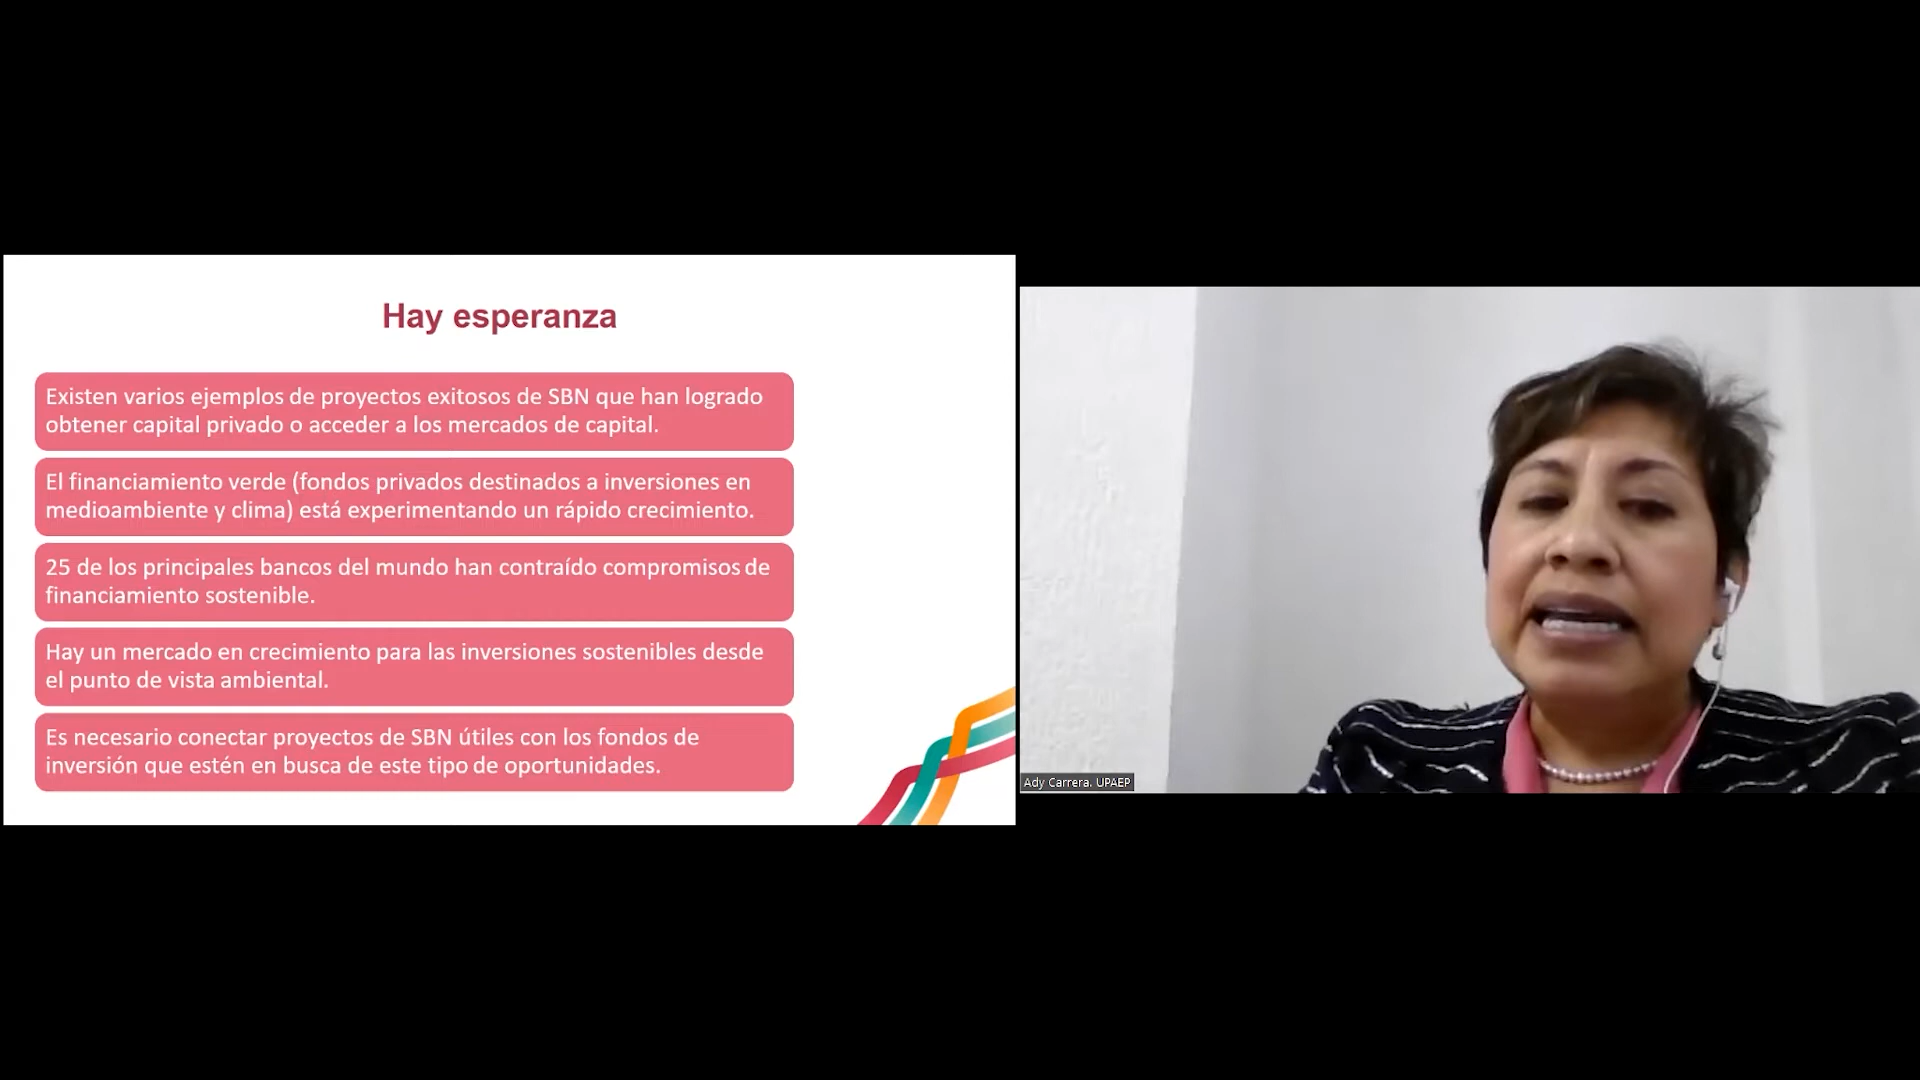 Hay esperanza
Existen varios ejemplos de proyectos exitosos de SBN que han logrado
obtener capital privado o acceder a los mercados de capital.
El financiamiento verde (fondos privados destinados a inversiones en
medioambiente y clima) está experimentando un rápido crecimiento.
25 de los principales bancos del mundo han contraído compromisos de
financiamiento sostenible.
Hay un mercado en crecimiento para las inversiones sostenibles desde
el punto de vista ambiental.
Es necesario conectar proyectos de SBN útiles con los fondos de
inversión que estén en busca de este tipo de oportunidades.
Ady Carrera. UPAEP